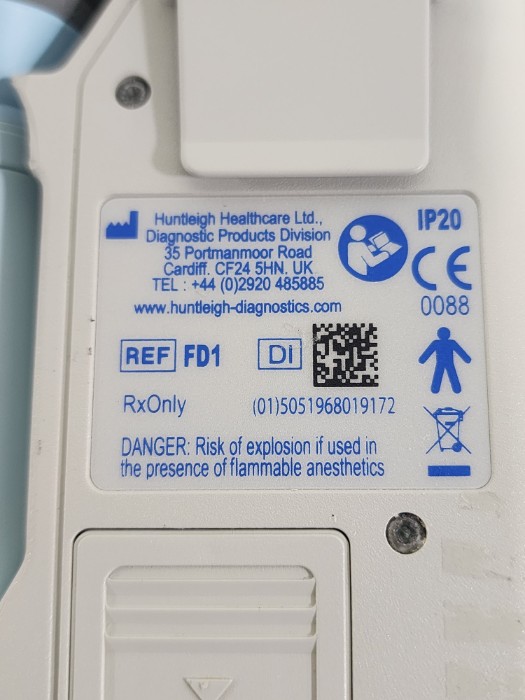 Huntleigh Healthcare Ltd.,
Diagnostic Products Division
35 Portmanmoor Road
Cardiff. CF24 5HN. UK
TEL : +44 (0)2920 485885
www.huntleigh-diagnostics.com
IP20
CE
0088
REF FD1
DI
RxOnly
(01)5051968019172
DANGER: Risk of explosion if used in
the presence of flammable anesthetics